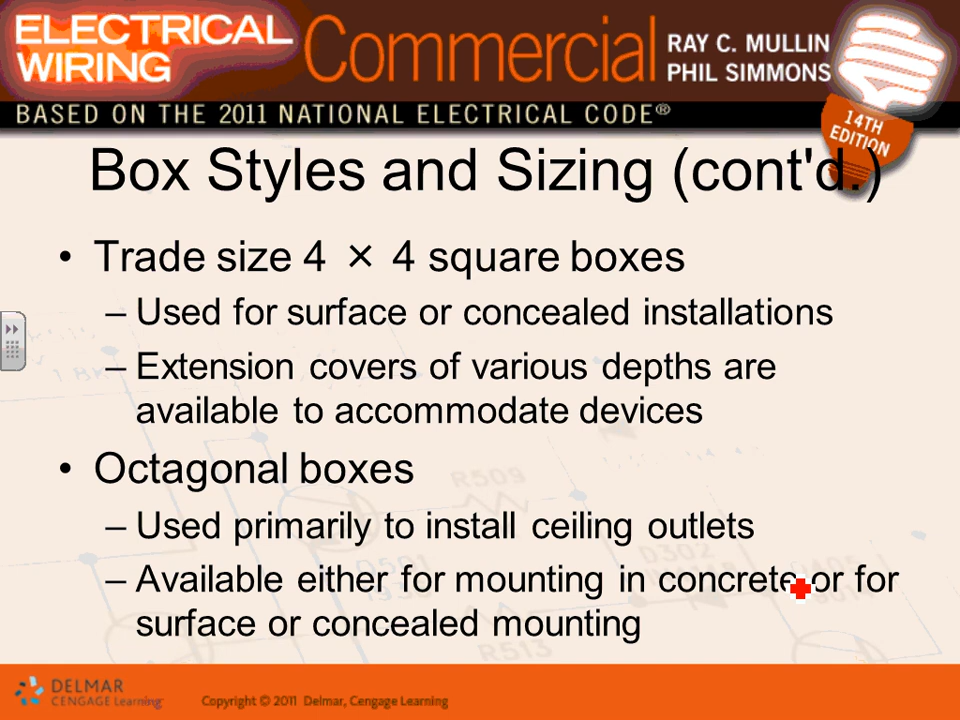 ELECTRICAL
WIRING
Commercial
RAY C. MULLIN
PHIL SIMMONS
BASED ON THE 2011 NATIONAL ELECTRICAL CODE®
14TH
EDITION
Box Styles and Sizing (cont'd.)
• Trade size 4 × 4 square boxes
– Used for surface or concealed installations
– Extension covers of various depths are
available to accommodate devices
• Octagonal boxes
– Used primarily to install ceiling outlets
– Available either for mounting in concrete or for
surface or concealed mounting
R509
D302
R513
DELMAR
CENGAGE Learning
Copyright © 2011 Delmar, Cengage Learning